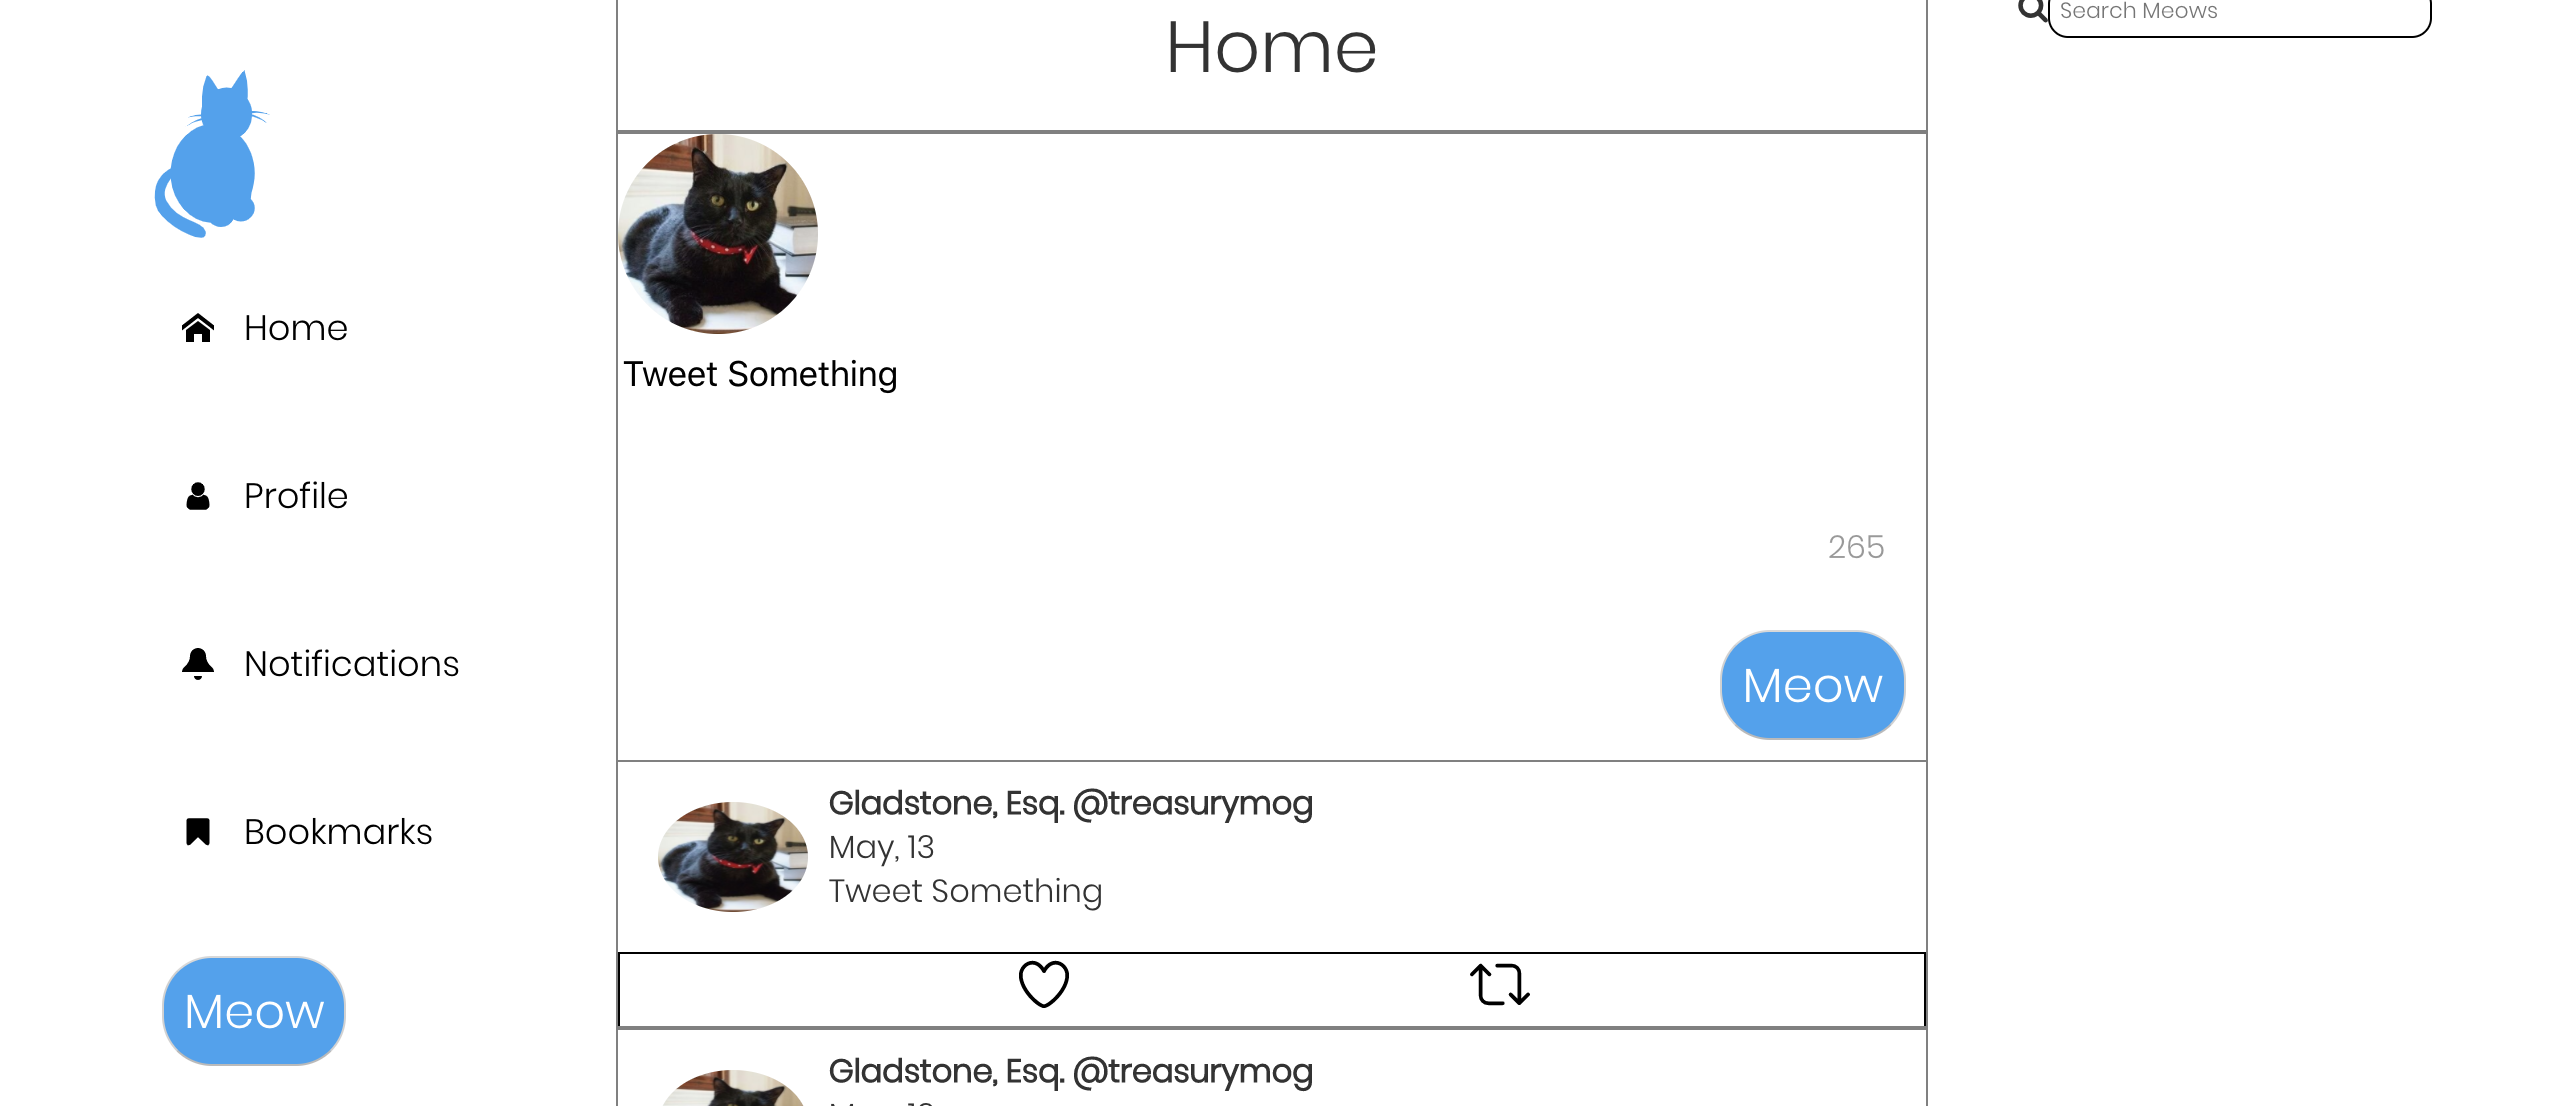 Home
Profile
Notifications
Bookmarks
Meow
Home
Tweet Something
265
Meow
Gladstone, Esq. @treasurymog
May, 13
Tweet Something
Gladstone, Esq. @treasurymog
Search Meows